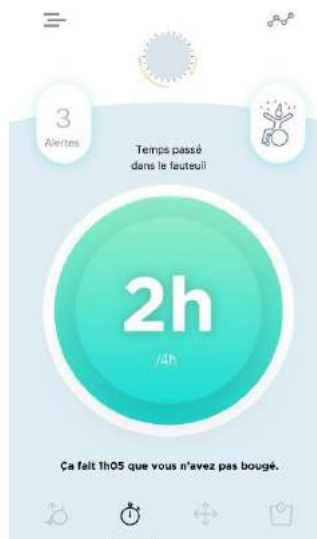 3
Alertes
Temps passé
dans le fauteuil
2h
/4h
Ça fait 1h05 que vous n'avez pas bougé.